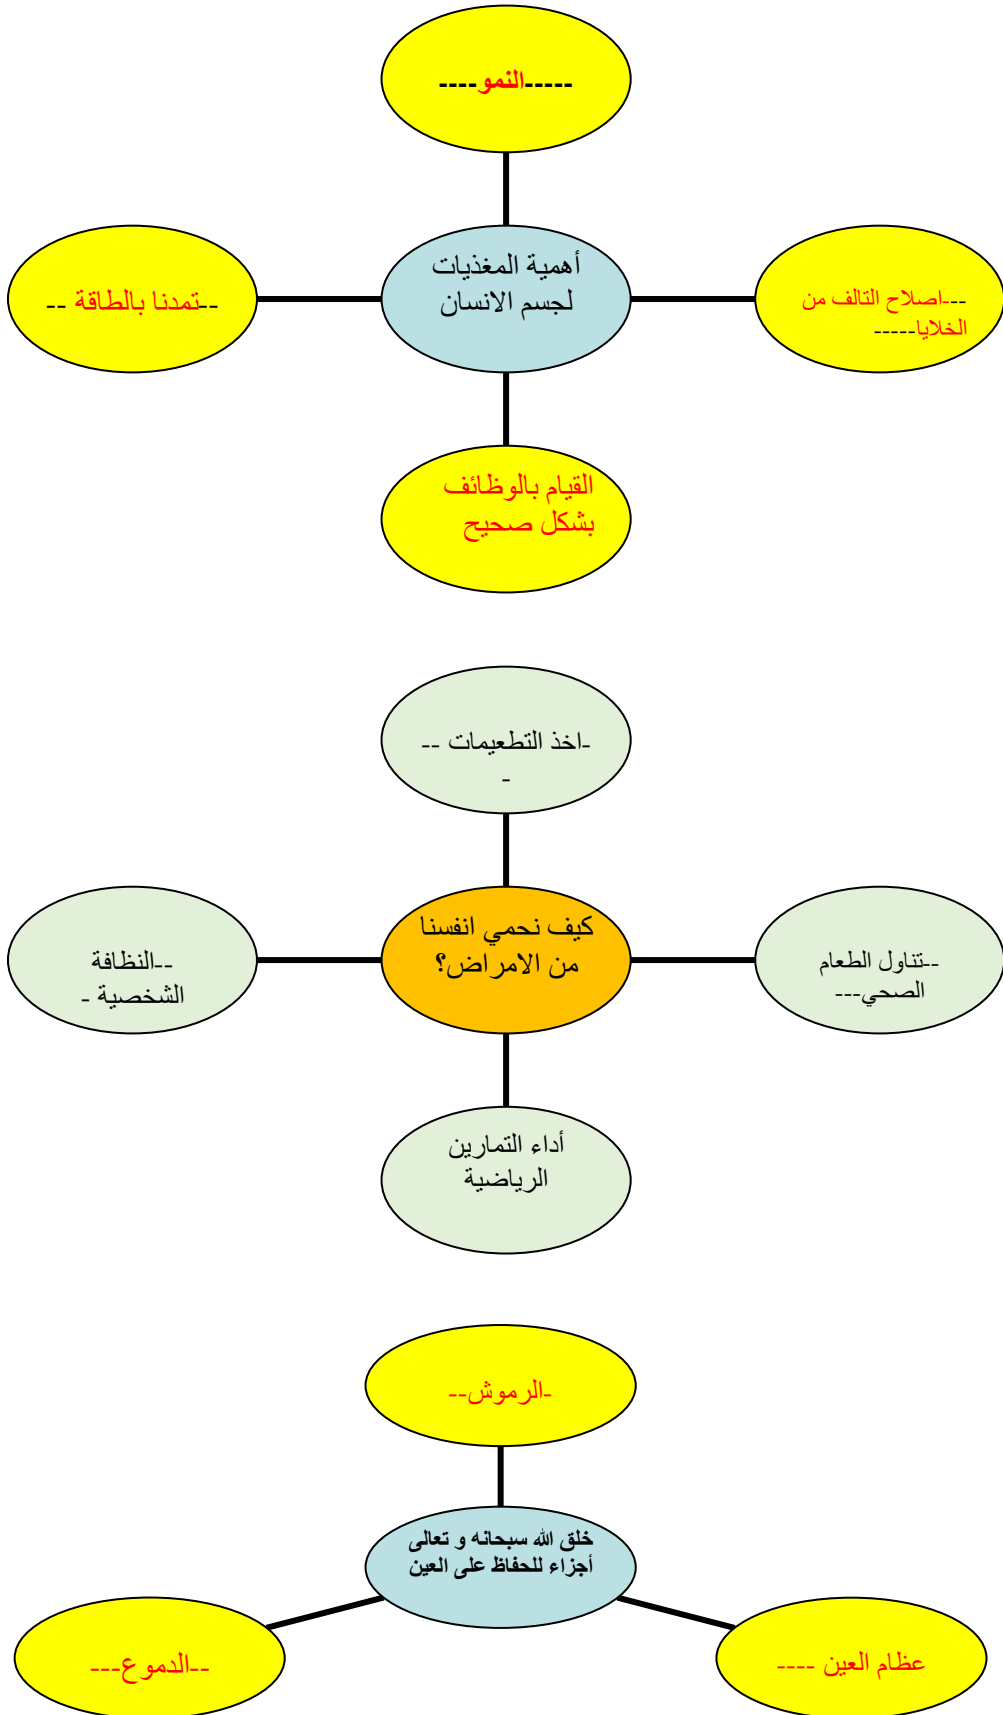 -----النمو----
أهمية المغذيات
لجسم الانسان
---اصلاح التالف من
الخلايا-----
--تمدنا بالطاقة --
القيام بالوظائف
بشكل صحيح
-اخذ التطعيمات --
-
كيف نحمي انفسنا
من الامراض؟
--تناول الطعام
الصحي---
--النظافة
الشخصية -
أداء التمارين
الرياضية
-الرموش--
خلق الله سبحانه و تعالى
أجزاء للحفاظ على العين
عظام العين ----
--الدموع---